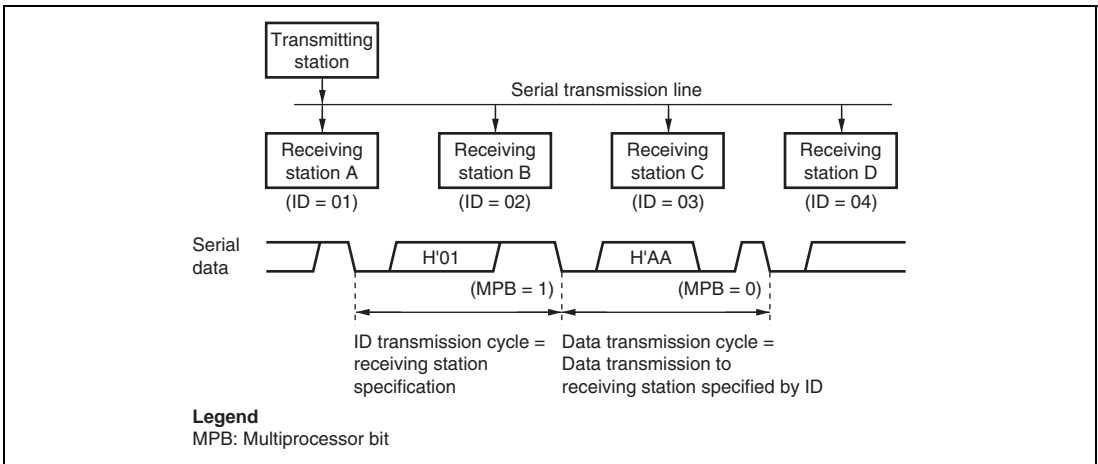 Transmitting
station
Serial transmission line
Receiving
station A
Receiving
station B
Receiving
station C
Receiving
station D
(ID = 01)
(ID = 02)
(ID = 03)
(ID = 04)
Serial
data
H'01
H'AA
(MPB = 1)
(MPB = 0)
ID transmission cycle =
receiving station
specification
Data transmission cycle =
Data transmission to
receiving station specified by ID
Legend
MPB: Multiprocessor bit